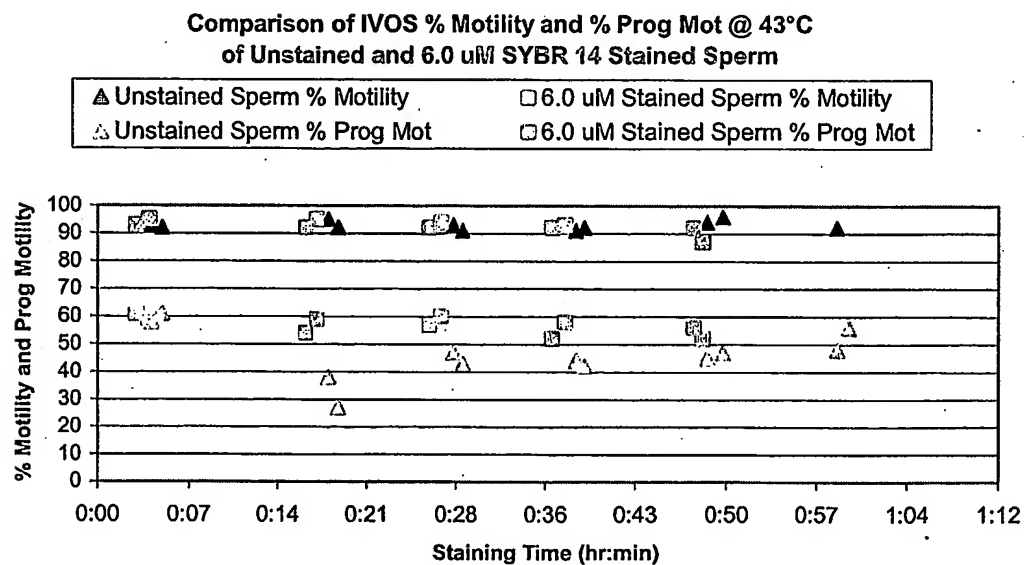 Comparison of IVOS % Motility and % Prog Mot @ 43°C
of Unstained and 6.0 uM SYBR 14 Stained Sperm
Unstained Sperm % Motility
6.0 uM Stained Sperm % Motility
Unstained Sperm % Prog Mot
6.0 uM Stained Sperm % Prog Mot
% Motility and Prog Motility
100
90
80
70
60
50
40
30
20
10
0
0:00 0:07 0:14 0:21 0:28 0:36 0:43 0:50 0:57 1:04 1:12
Staining Time (hr:min)